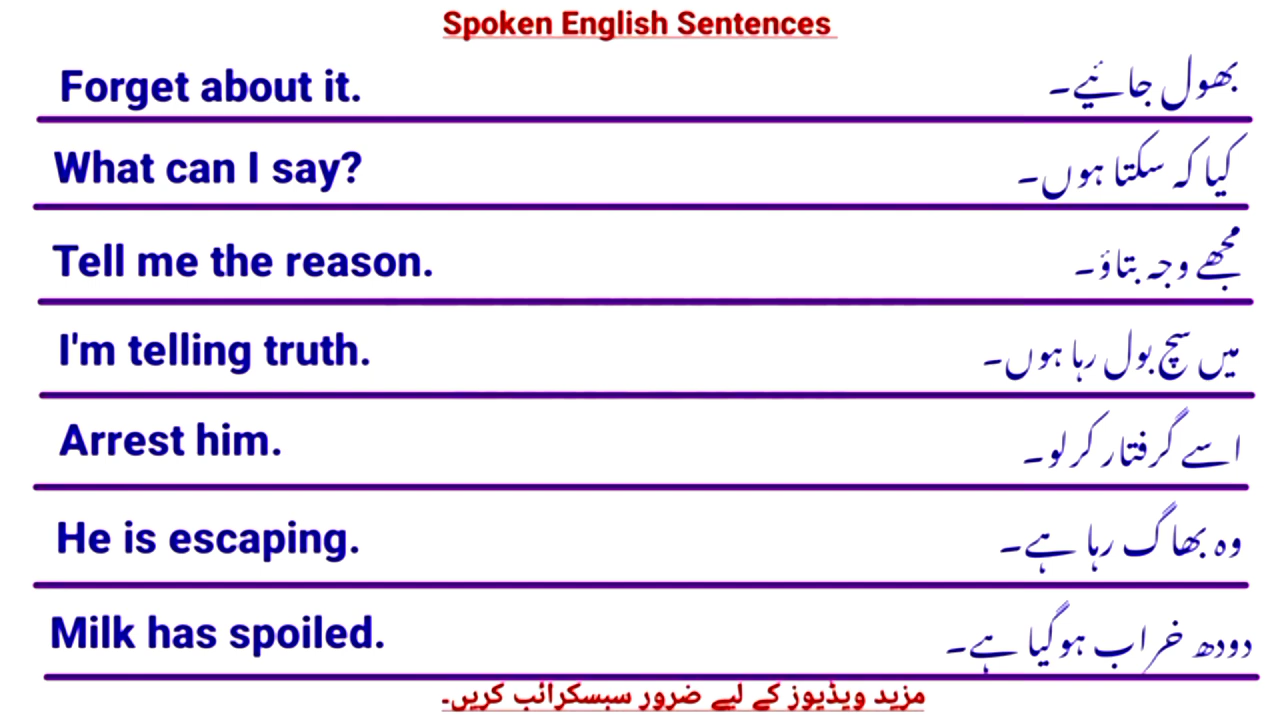 Spoken English Sentences
Forget about it. بھول جائیے۔
What can I say? کیا کہ سکتا ہوں۔
Tell me the reason. مجھے وجہ بتاؤ۔
I'm telling truth. میں سچ بول رہا ہوں۔
Arrest him. اسے گرفتار کرلو۔
He is escaping. وہ بھاگ رہا ہے۔
Milk has spoiled. دودھ خراب ہوگیا ہے۔
مزید ویڈیوز کے لیے ضرور سبسکرائب کریں۔